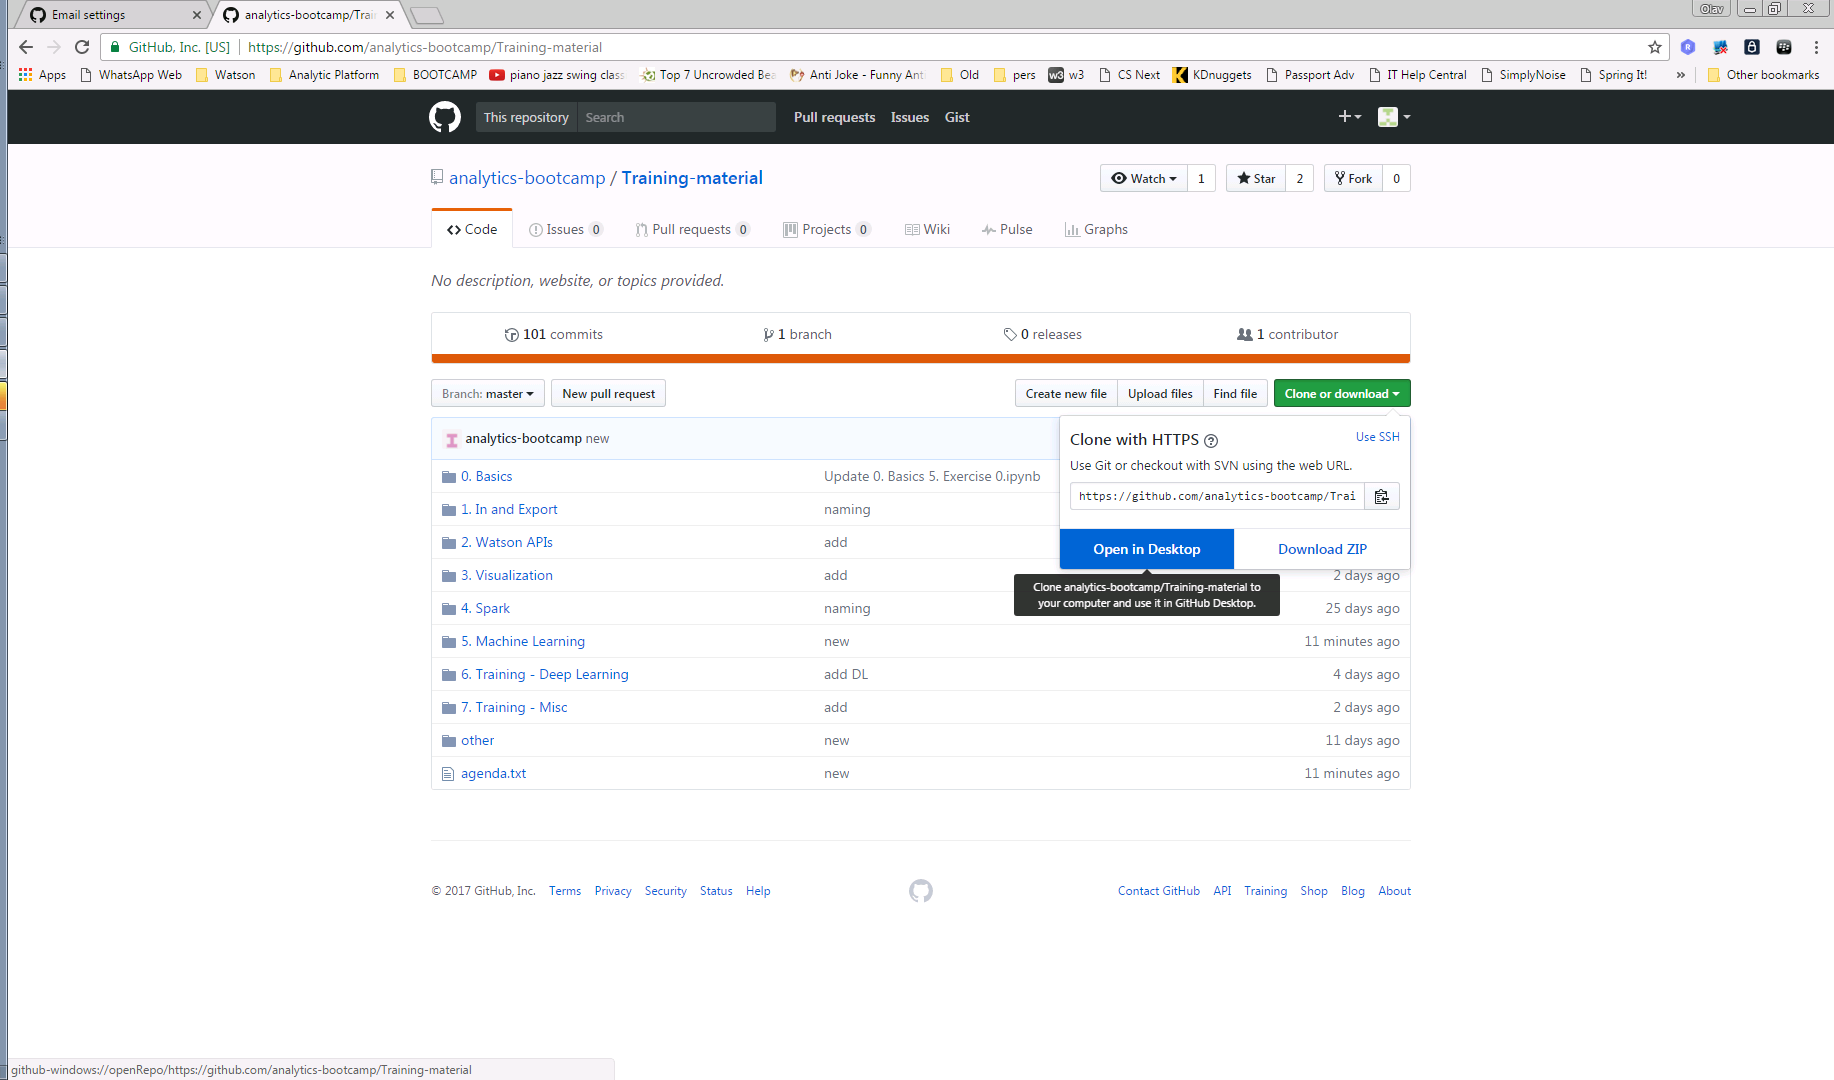 Email settings
analytics-bootcamp/Trai
Olav
GitHub, Inc. [US] | https://github.com/analytics-bootcamp/Training-material
Apps WhatsApp Web Watson Analytic Platform BOOTCAMP piano jazz swing class Top 7 Uncrowded Bea Anti Joke - Funny Anti Old pers w3 w3 CS Next KDnuggets Passport Adv IT Help Central SimplyNoise Spring It! » Other bookmarks
This repository Search Pull requests Issues Gist
analytics-bootcamp / Training-material
Watch 1 Star 2 Fork 0
Code Issues 0 Pull requests 0 Projects 0 Wiki Pulse Graphs
No description, website, or topics provided.
101 commits 1 branch 0 releases 1 contributor
Branch: master New pull request Create new file Upload files Find file Clone or download
analytics-bootcamp new
Clone with HTTPS ? Use SSH
Use Git or checkout with SVN using the web URL.
https://github.com/analytics-bootcamp/Trai
Open in Desktop Download ZIP
Clone analytics-bootcamp/Training-material to
your computer and use it in GitHub Desktop.
0. Basics Update 0. Basics 5. Exercise 0.ipynb
1. In and Export naming
2. Watson APIs add
3. Visualization add 2 days ago
4. Spark naming 25 days ago
5. Machine Learning new 11 minutes ago
6. Training - Deep Learning add DL 4 days ago
7. Training - Misc add 2 days ago
other new 11 days ago
agenda.txt new 11 minutes ago
© 2017 GitHub, Inc. Terms Privacy Security Status Help Contact GitHub API Training Shop Blog About
github-windows://openRepo/https://github.com/analytics-bootcamp/Training-material